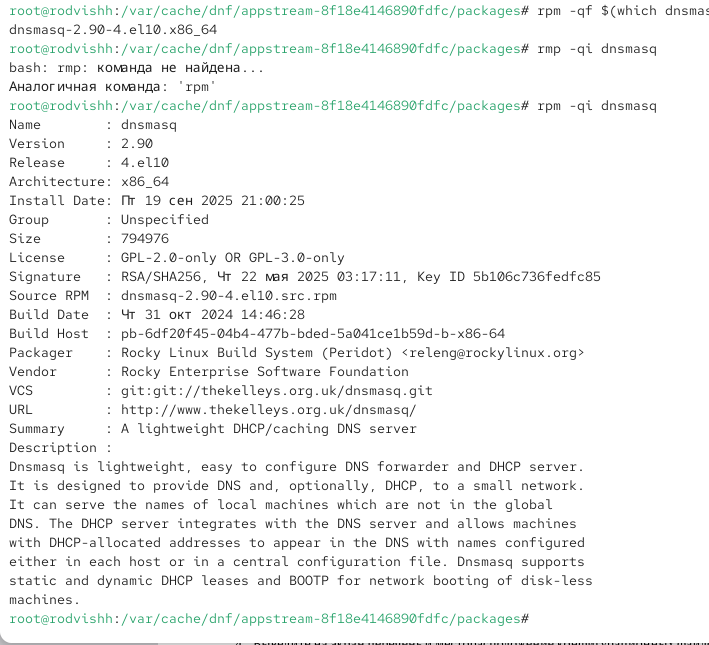 root@rodvishh:/var/cache/dnf/appstream-8f18e4146890fdfc/packages# rpm -qf $(which dnsmas
dnsmasq-2.90-4.el10.x86_64
root@rodvishh:/var/cache/dnf/appstream-8f18e4146890fdfc/packages# rmp -qi dnsmasq
bash: rmp: команда не найдена...
Аналогичная команда: 'rpm'
root@rodvishh:/var/cache/dnf/appstream-8f18e4146890fdfc/packages# rpm -qi dnsmasq
Name        : dnsmasq
Version     : 2.90
Release     : 4.el10
Architecture: x86_64
Install Date: Пт 19 сен 2025 21:00:25
Group       : Unspecified
Size        : 794976
License     : GPL-2.0-only OR GPL-3.0-only
Signature   : RSA/SHA256, Чт 22 мая 2025 03:17:11, Key ID 5b106c736fedfc85
Source RPM  : dnsmasq-2.90-4.el10.src.rpm
Build Date  : Чт 31 окт 2024 14:46:28
Build Host  : pb-6df20f45-04b4-477b-bded-5a041ce1b59d-b-x86-64
Packager    : Rocky Linux Build System (Peridot) <releng@rockylinux.org>
Vendor      : Rocky Enterprise Software Foundation
VCS         : git:git://thekelleys.org.uk/dnsmasq.git
URL         : http://www.thekelleys.org.uk/dnsmasq/
Summary     : A lightweight DHCP/caching DNS server
Description :
Dnsmasq is lightweight, easy to configure DNS forwarder and DHCP server.
It is designed to provide DNS and, optionally, DHCP, to a small network.
It can serve the names of local machines which are not in the global
DNS. The DHCP server integrates with the DNS server and allows machines
with DHCP-allocated addresses to appear in the DNS with names configured
either in each host or in a central configuration file. Dnsmasq supports
static and dynamic DHCP leases and BOOTP for network booting of disk-less
machines.
root@rodvishh:/var/cache/dnf/appstream-8f18e4146890fdfc/packages#